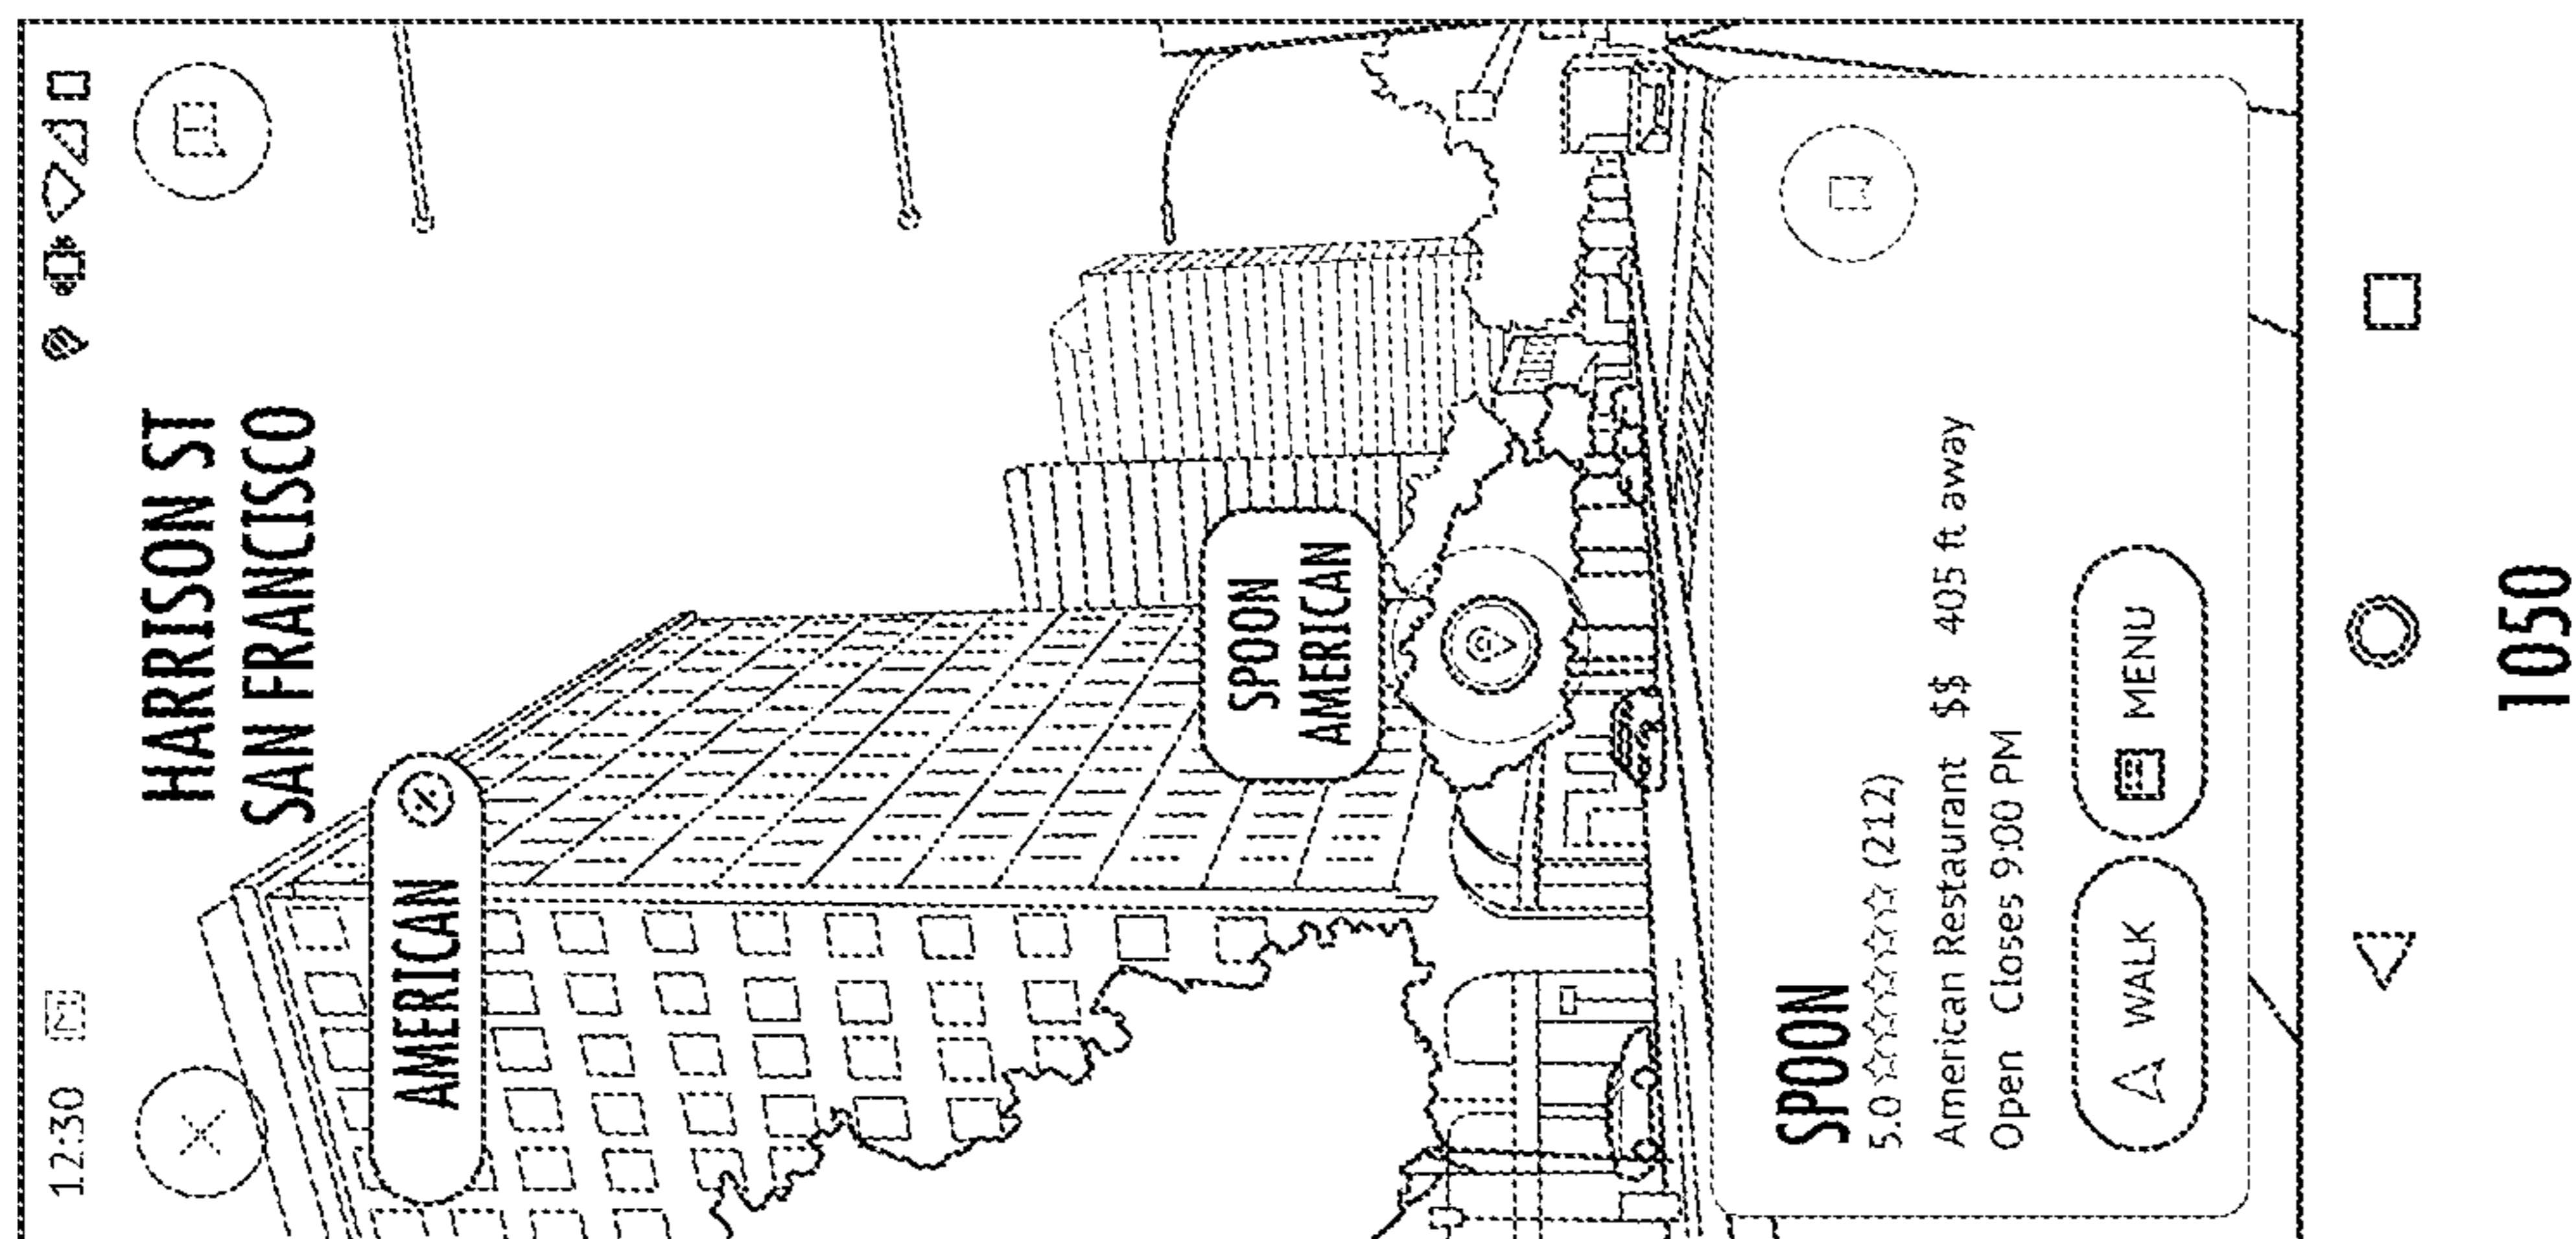 12:30
HARRISON ST
SAN FRANCISCO
AMERICAN
SPOON
AMERICAN
SPOON
5.0 ☆☆☆☆☆ (212)
American Restaurant $$ 405 ft away
Open Closes 9:00 PM
WALK
MENU
1050